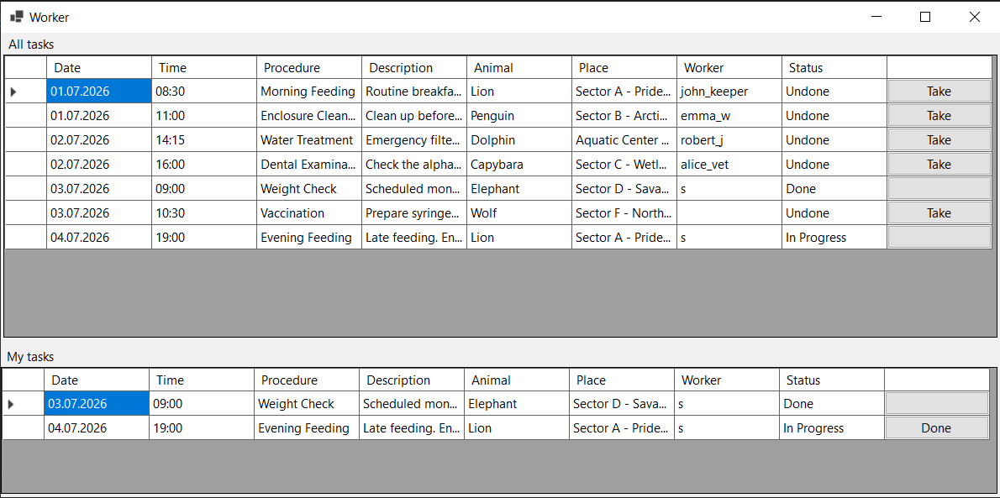 Worker
All tasks
Date Time Procedure Description Animal Place Worker Status
01.07.2026 08:30 Morning Feeding Routine breakfa... Lion Sector A - Pride... john_keeper Undone Take
01.07.2026 11:00 Enclosure Clean... Clean up before... Penguin Sector B - Arcti... emma_w Undone Take
02.07.2026 14:15 Water Treatment Emergency filte... Dolphin Aquatic Center ... robert_j Undone Take
02.07.2026 16:00 Dental Examina... Check the alpha... Capybara Sector C - Wetl... alice_vet Undone Take
03.07.2026 09:00 Weight Check Scheduled mon... Elephant Sector D - Sava... s Done
03.07.2026 10:30 Vaccination Prepare syringe... Wolf Sector F - North... Undone Take
04.07.2026 19:00 Evening Feeding Late feeding. En... Lion Sector A - Pride... s In Progress
My tasks
Date Time Procedure Description Animal Place Worker Status
03.07.2026 09:00 Weight Check Scheduled mon... Elephant Sector D - Sava... s Done
04.07.2026 19:00 Evening Feeding Late feeding. En... Lion Sector A - Pride... s In Progress Done